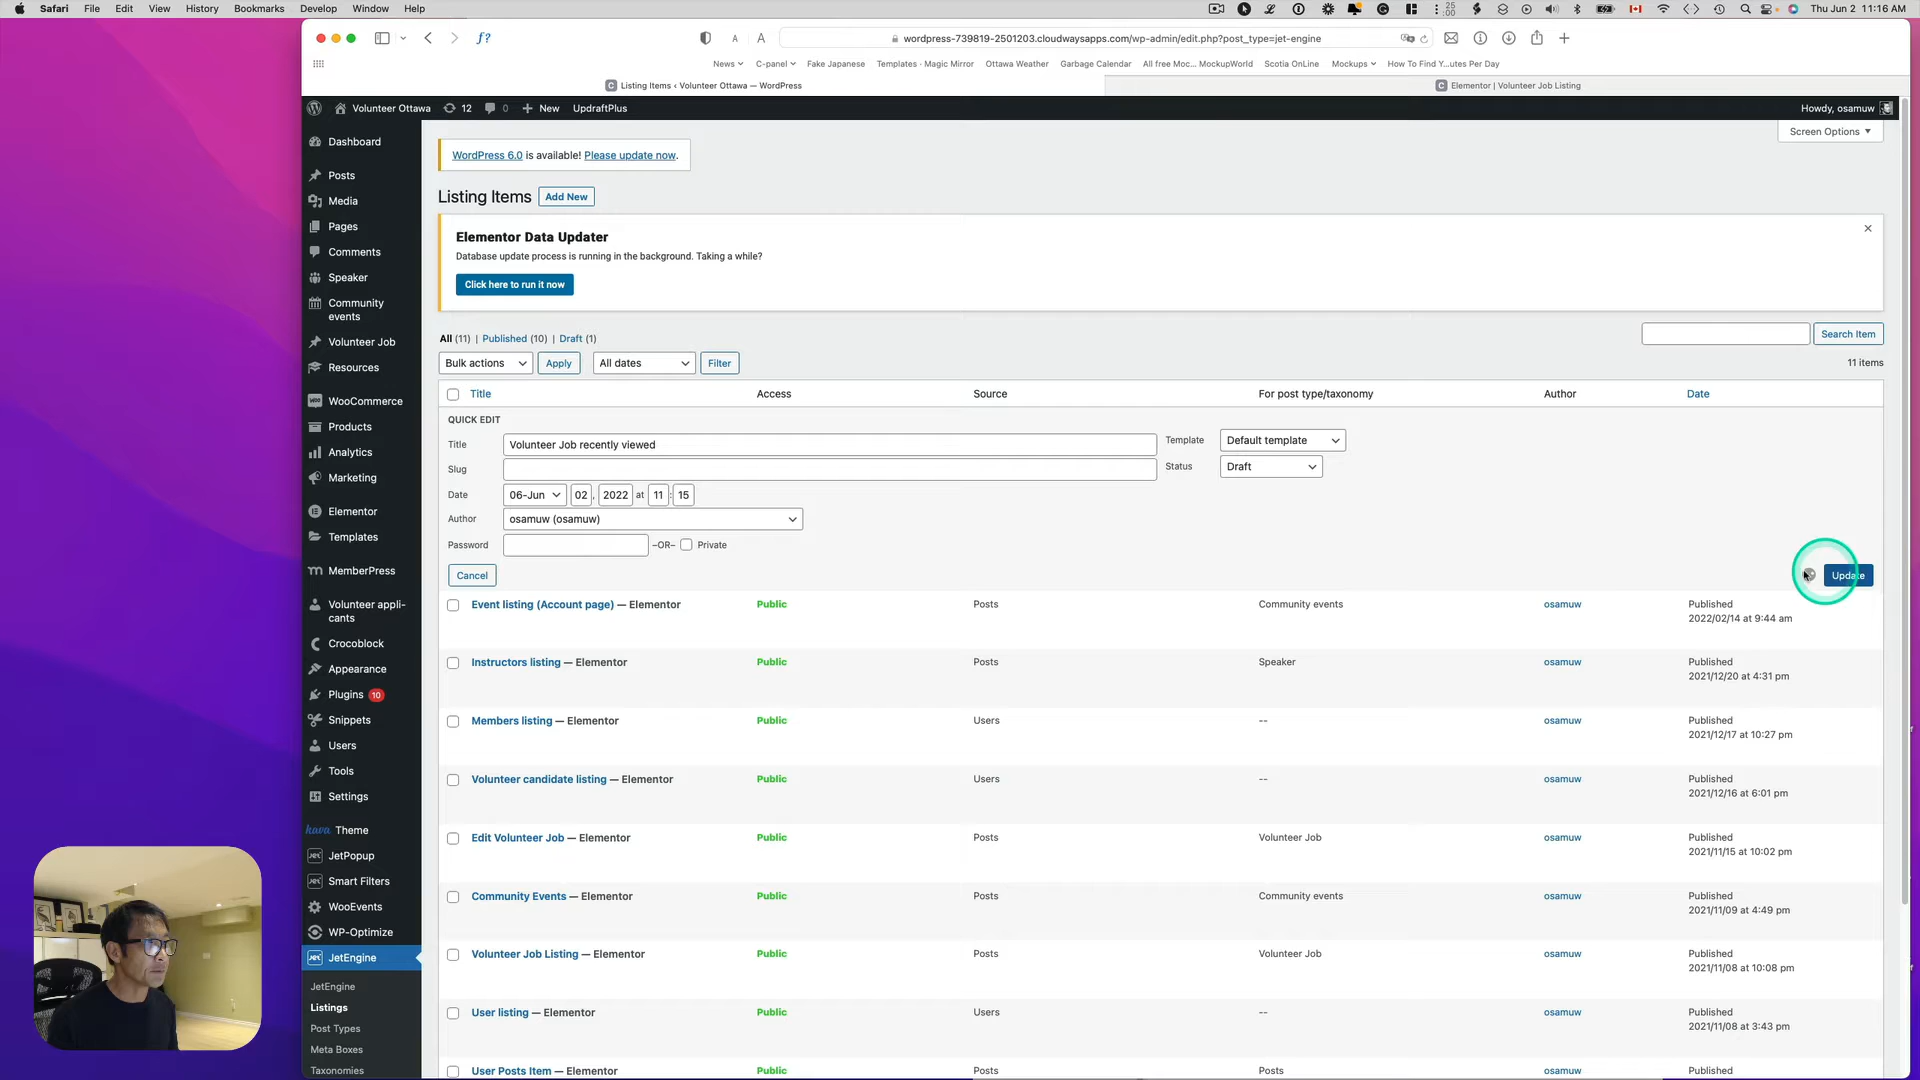 Safari File Edit View History Bookmarks Develop Window Help
25
:00
Thu Jun 2 11:16 AM
ƒ? A A wordpress-739819-2501203.cloudwaysapps.com/wp-admin/edit.php?post_type=jet-engine
News C-panel Fake Japanese Templates - Magic Mirror Ottawa Weather Garbage Calendar All free Moc... MockupWorld Scotia OnLine Mockups How To Find Y...utes Per Day
C Listing Items ‹ Volunteer Ottawa — WordPress
C Elementor | Volunteer Job Listing
Volunteer Ottawa 12 0 New UpdraftPlus
Howdy, osamuw
Screen Options
Dashboard
Posts
Media
Pages
Comments
Speaker
Community
events
Volunteer Job
Resources
WooCommerce
Products
Analytics
Marketing
Elementor
Templates
MemberPress
Volunteer appli-
cants
Crocoblock
Appearance
Plugins 10
Snippets
Users
Tools
Settings
kava Theme
JetPopup
Smart Filters
WooEvents
WP-Optimize
JetEngine
JetEngine
Listings
Post Types
Meta Boxes
Taxonomies
WordPress 6.0 is available! Please update now.
Listing Items Add New
Elementor Data Updater
Database update process is running in the background. Taking a while?
Click here to run it now
All (11) | Published (10) | Draft (1)
Search Item
Bulk actions Apply All dates Filter
11 items
Title Access Source For post type/taxonomy Author Date
QUICK EDIT
Title Volunteer Job recently viewed
Template Default template
Slug
Status Draft
Date 06-Jun 02 , 2022 at 11 : 15
Author osamuw (osamuw)
Password –OR– Private
Cancel Update
Event listing (Account page) — Elementor Public Posts Community events osamuw Published
2022/02/14 at 9:44 am
Instructors listing — Elementor Public Posts Speaker osamuw Published
2021/12/20 at 4:31 pm
Members listing — Elementor Public Users -- osamuw Published
2021/12/17 at 10:27 pm
Volunteer candidate listing — Elementor Public Users -- osamuw Published
2021/12/16 at 6:01 pm
Edit Volunteer Job — Elementor Public Posts Volunteer Job osamuw Published
2021/11/15 at 10:02 pm
Community Events — Elementor Public Posts Community events osamuw Published
2021/11/09 at 4:49 pm
Volunteer Job Listing — Elementor Public Posts Volunteer Job osamuw Published
2021/11/08 at 10:08 pm
User listing — Elementor Public Users -- osamuw Published
2021/11/08 at 3:43 pm
User Posts Item — Elementor Public Posts Posts osamuw Published